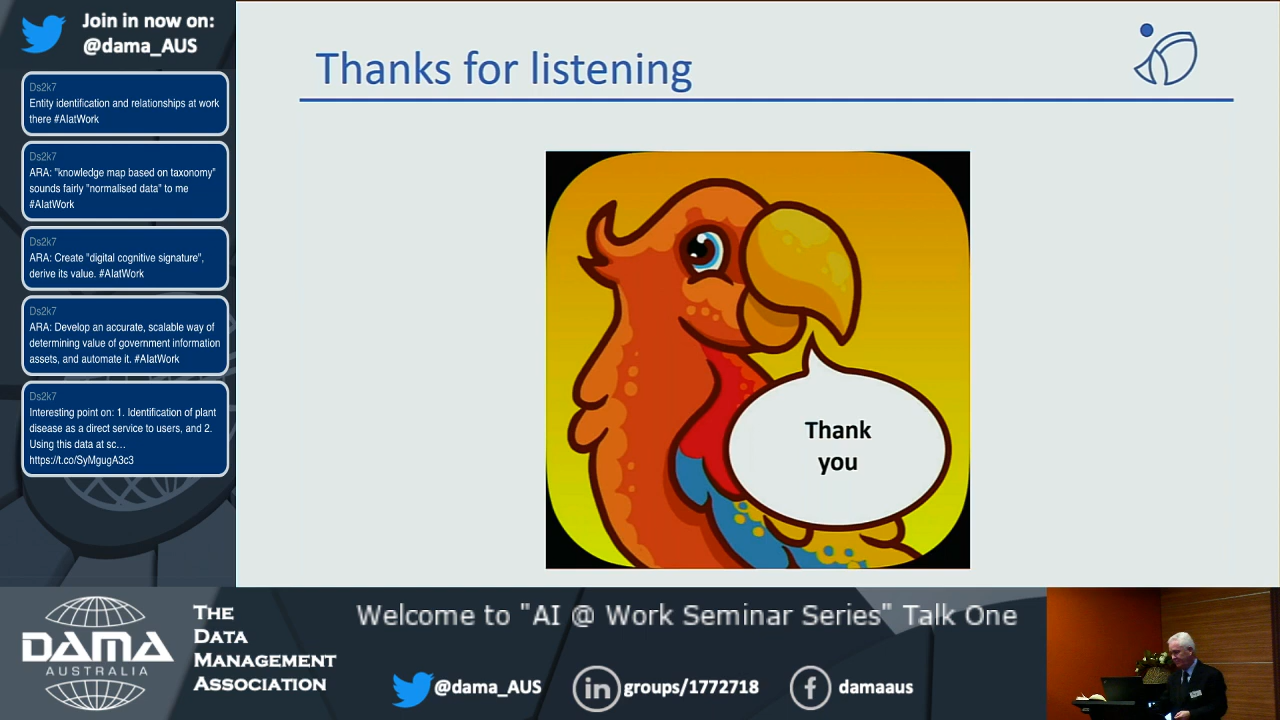 Join in now on:
@dama_AUS
Ds2k7
Entity identification and relationships at work
there #AIatWork
Ds2k7
ARA: "knowledge map based on taxonomy"
sounds fairly "normalised data" to me
#AIatWork
Ds2k7
ARA: Create "digital cognitive signature",
derive its value. #AIatWork
Ds2k7
ARA: Develop an accurate, scalable way of
determining value of government information
assets, and automate it. #AIatWork
Ds2k7
Interesting point on: 1. Identification of plant
disease as a direct service to users, and 2.
Using this data at sc...
https://t.co/SyMgugA3c3
Thanks for listening
Thank
you
DAMA
AUSTRALIA
THE
DATA
MANAGEMENT
ASSOCIATION
Welcome to "AI @ Work Seminar Series" Talk One
@dama_AUS
in
groups/1772718
f
damaaus